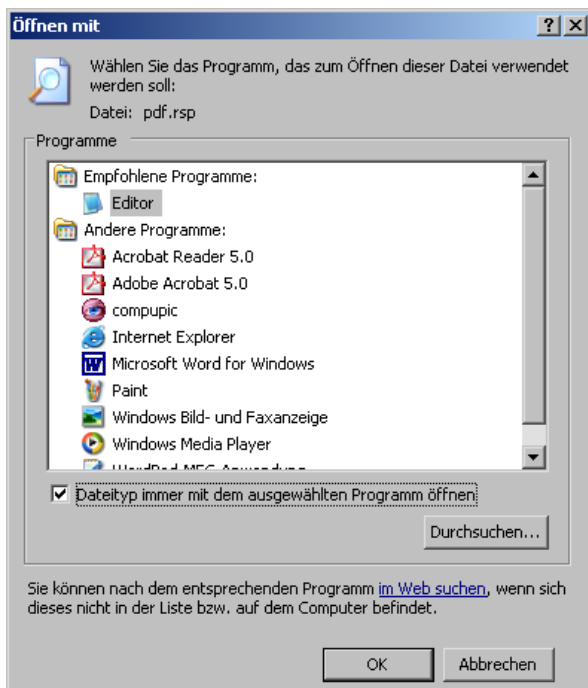 Öffnen mit
Wählen Sie das Programm, das zum Öffnen dieser Datei verwendet
werden soll:
Datei: pdf.rsp
Programme
Empfohlene Programme:
Editor
Andere Programme:
Acrobat Reader 5.0
Adobe Acrobat 5.0
compupic
Internet Explorer
Microsoft Word for Windows
Paint
Windows Bild- und Faxanzeige
Windows Media Player
WordPad-MFC-Anwendung
Dateityp immer mit dem ausgewählten Programm öffnen
Durchsuchen...
Sie können nach dem entsprechenden Programm im Web suchen, wenn sich
dieses nicht in der Liste bzw. auf dem Computer befindet.
OK
Abbrechen